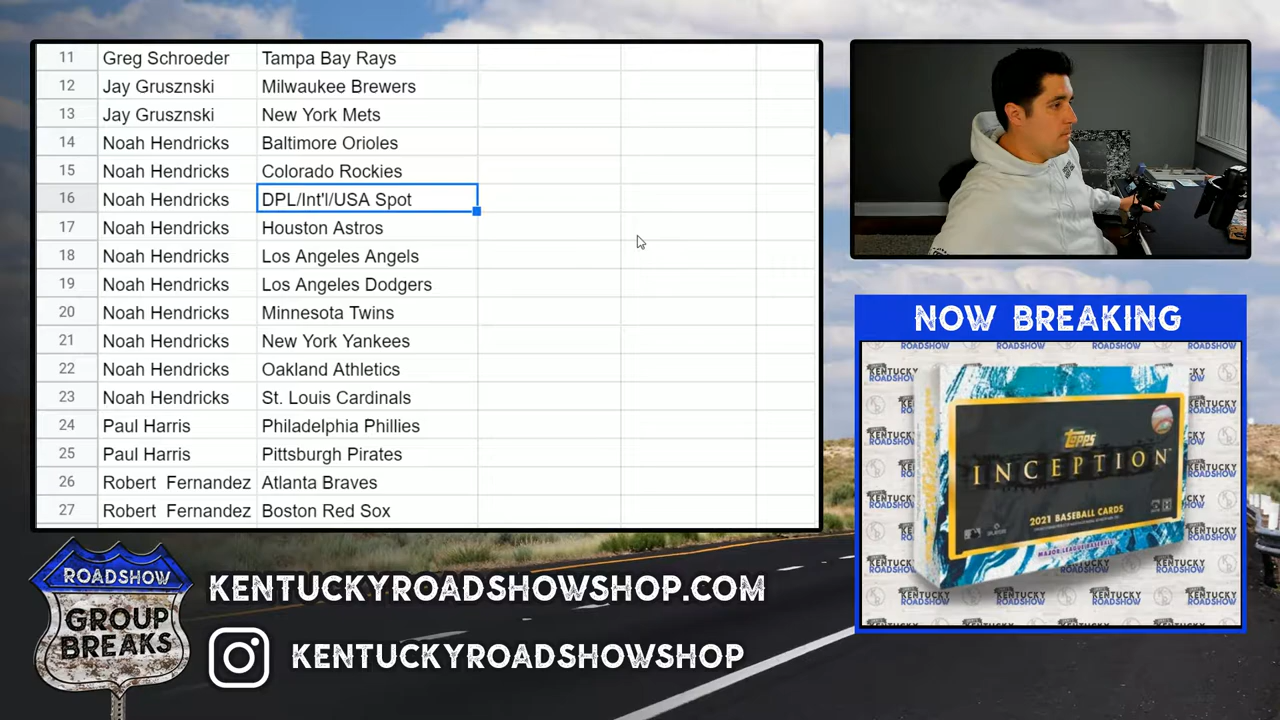 11 Greg Schroeder Tampa Bay Rays
12 Jay Grusznski Milwaukee Brewers
13 Jay Grusznski New York Mets
14 Noah Hendricks Baltimore Orioles
15 Noah Hendricks Colorado Rockies
16 Noah Hendricks DPL/Int'l/USA Spot
17 Noah Hendricks Houston Astros
18 Noah Hendricks Los Angeles Angels
19 Noah Hendricks Los Angeles Dodgers
20 Noah Hendricks Minnesota Twins
21 Noah Hendricks New York Yankees
22 Noah Hendricks Oakland Athletics
23 Noah Hendricks St. Louis Cardinals
24 Paul Harris Philadelphia Phillies
25 Paul Harris Pittsburgh Pirates
26 Robert  Fernandez Atlanta Braves
27 Robert  Fernandez Boston Red Sox
NOW BREAKING
KENTUCKY ROADSHOW
TOPPS
INCEPTION
2021 BASEBALL CARDS
MAJOR LEAGUE BASEBALL
ROADSHOW
GROUP
BREAKS
KENTUCKYROADSHOWSHOP.COM
KENTUCKYROADSHOWSHOP